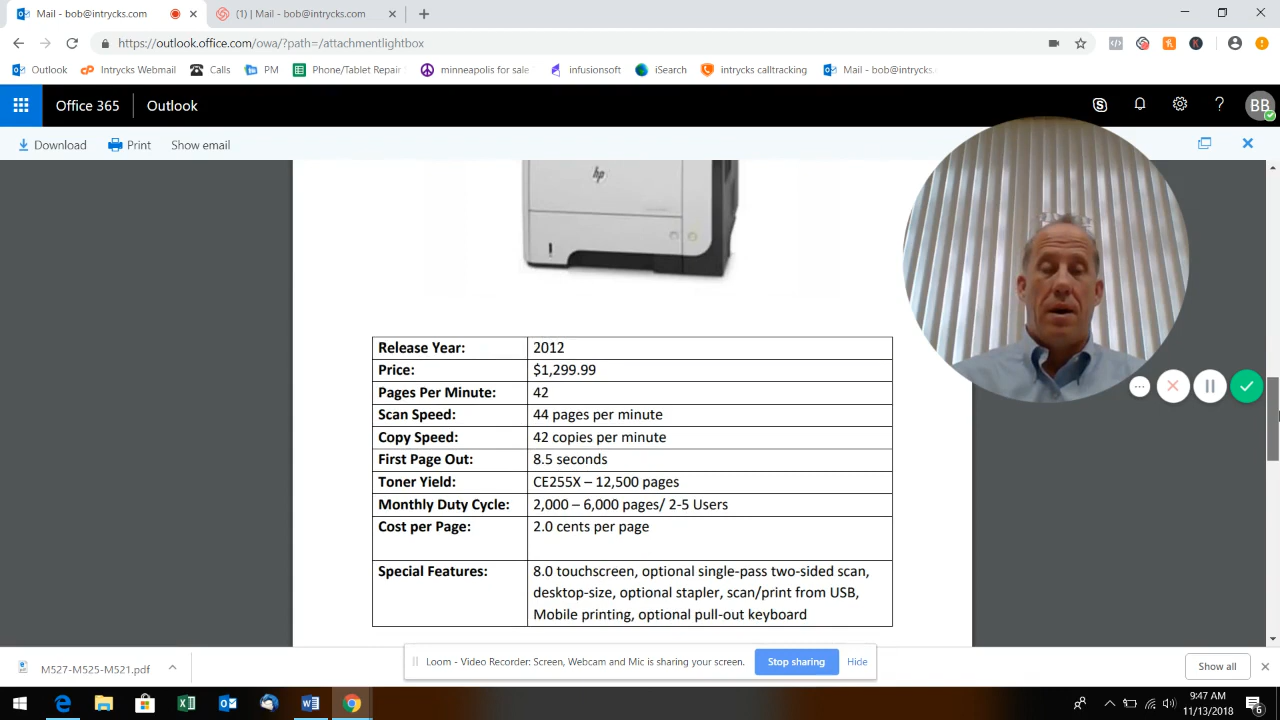 Mail - bob@intrycks.com
(1) | Mail - bob@intrycks.com
https://outlook.office.com/owa/?path=/attachmentlightbox
Outlook
Intrycks Webmail
Calls
PM
Phone/Tablet Repair
minneapolis for sale
infusionsoft
iSearch
intrycks calltracking
Mail - bob@intrycks.
Office 365
Outlook
BB
Download
Print
Show email
hp
Release Year: 2012
Price: $1,299.99
Pages Per Minute: 42
Scan Speed: 44 pages per minute
Copy Speed: 42 copies per minute
First Page Out: 8.5 seconds
Toner Yield: CE255X – 12,500 pages
Monthly Duty Cycle: 2,000 – 6,000 pages/ 2-5 Users
Cost per Page: 2.0 cents per page
Special Features: 8.0 touchscreen, optional single-pass two-sided scan,
desktop-size, optional stapler, scan/print from USB,
Mobile printing, optional pull-out keyboard
Loom - Video Recorder: Screen, Webcam and Mic is sharing your screen.
Stop sharing
Hide
M527-M525-M521.pdf
Show all
9:47 AM
11/13/2018
6